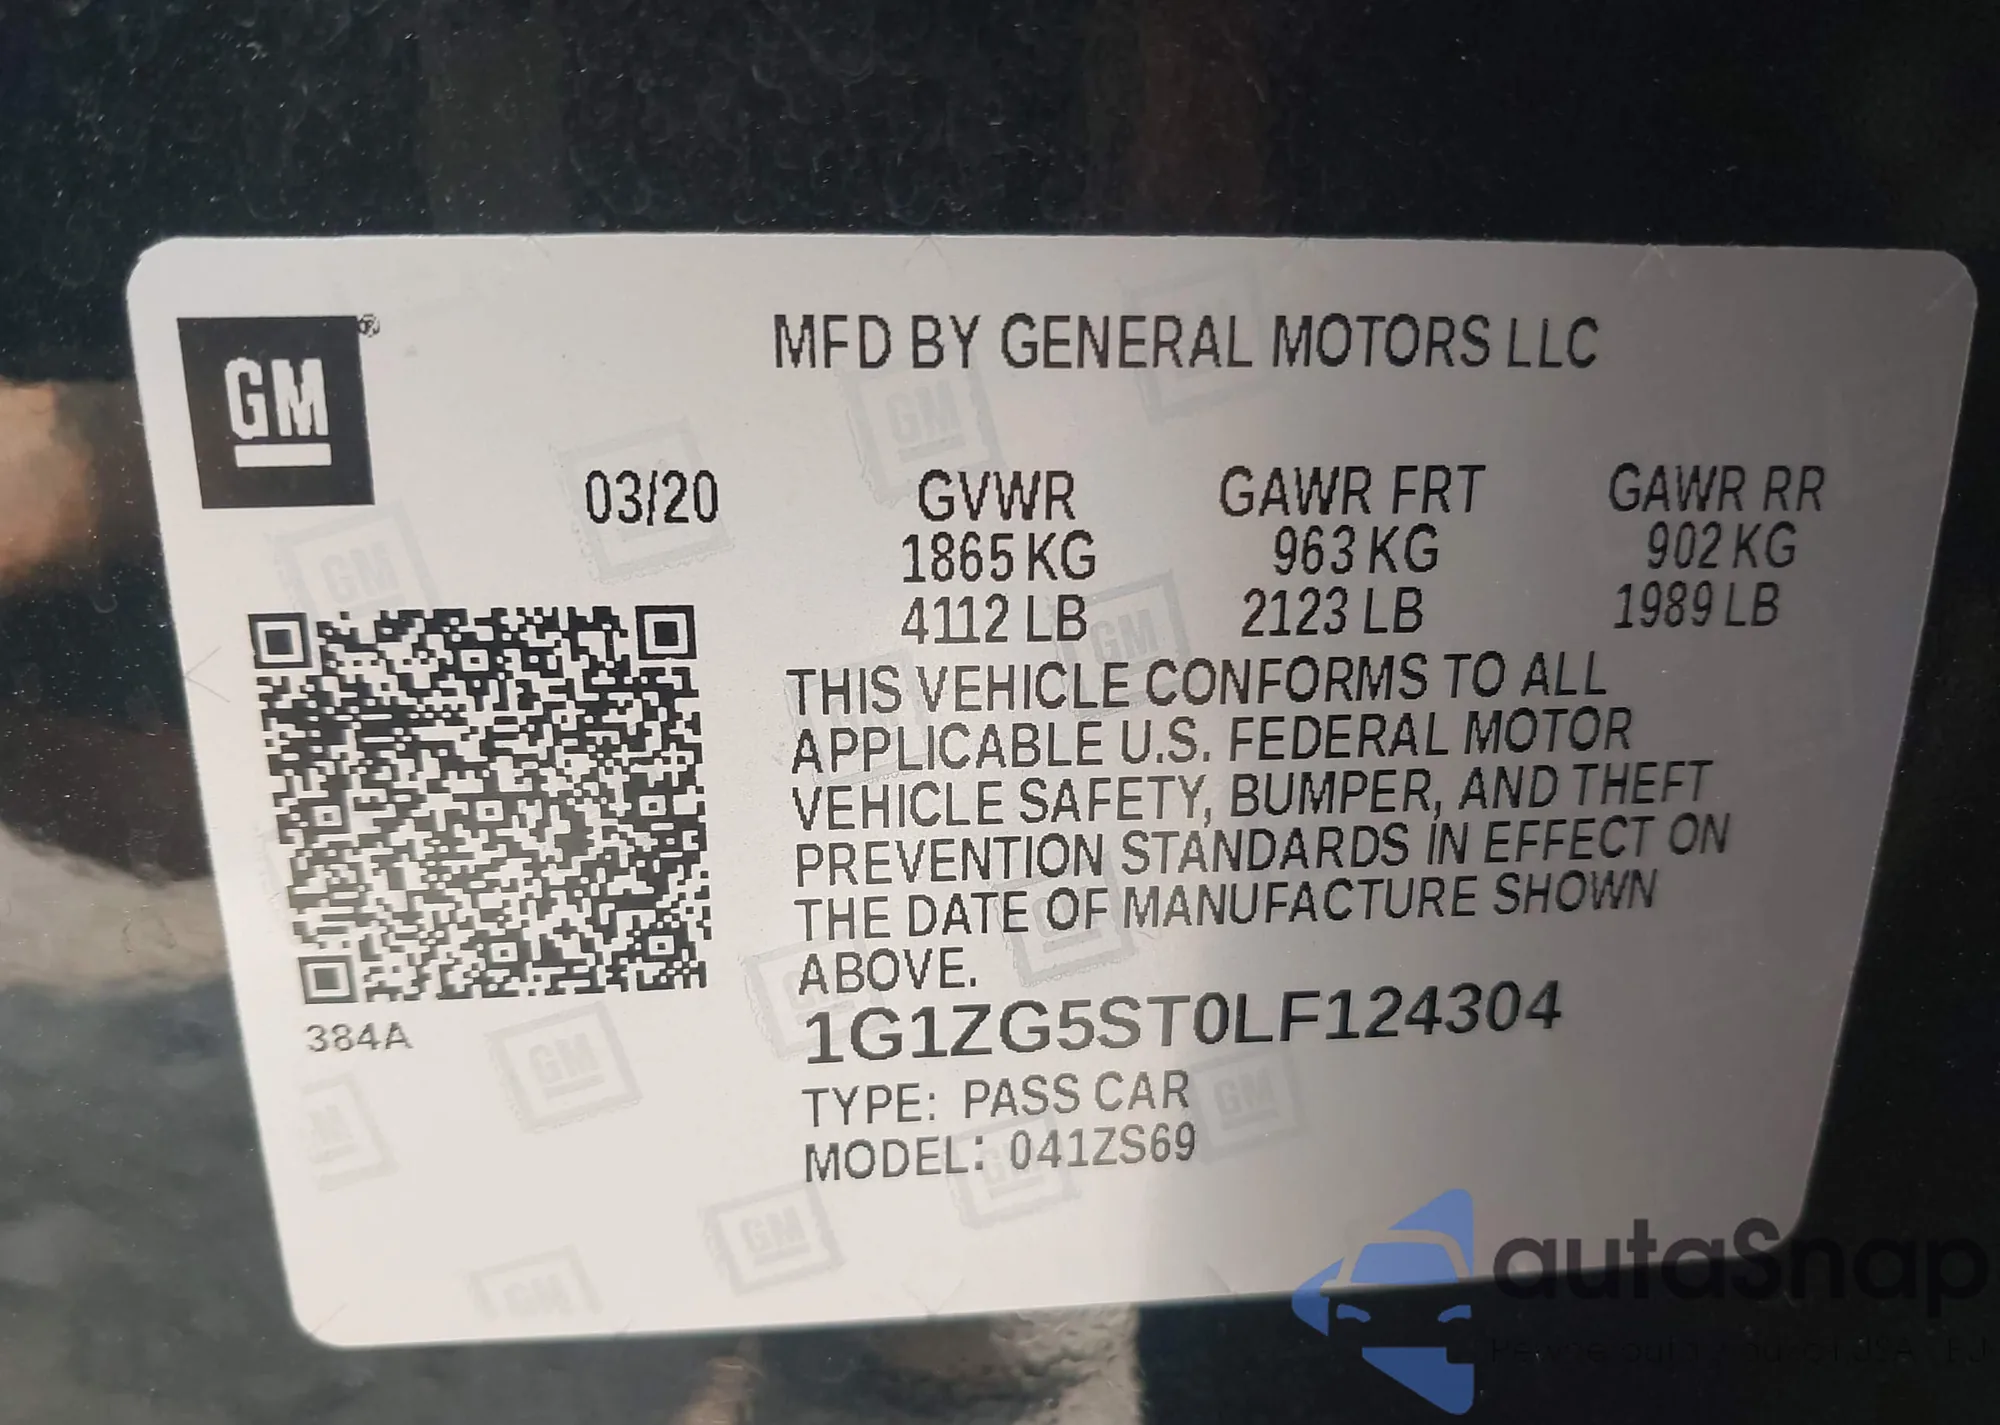 GM
MFD BY GENERAL MOTORS LLC
03/20
GVWR GAWR FRT GAWR RR
1865 KG 963 KG 902 KG
4112 LB 2123 LB 1989 LB
THIS VEHICLE CONFORMS TO ALL
APPLICABLE U.S. FEDERAL MOTOR
VEHICLE SAFETY, BUMPER, AND THEFT
PREVENTION STANDARDS IN EFFECT ON
THE DATE OF MANUFACTURE SHOWN
ABOVE.
1G1ZG5ST0LF124304
384A
TYPE: PASS CAR
MODEL: 041ZS69
autaSnap